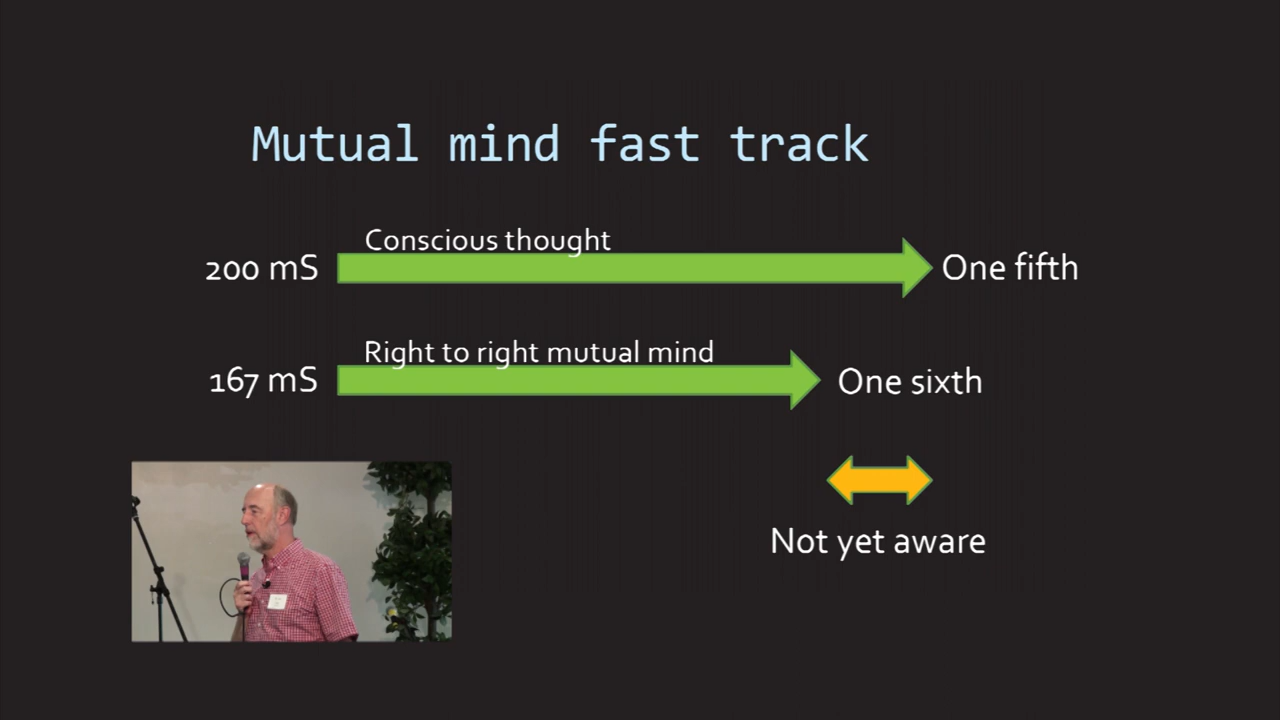 Mutual mind fast track
Conscious thought
200 mS
One fifth
Right to right mutual mind
167 mS
One sixth
Not yet aware